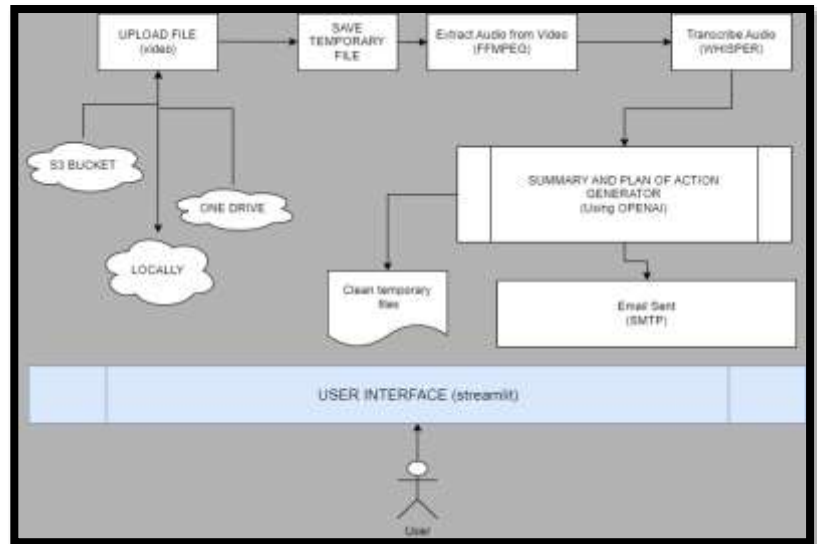 UPLOAD FILE
(video)
SAVE
TEMPORARY
FILE
Extract Audio from Video
(FFMPEG)
Transcribe Audio
(WHISPER)
S3 BUCKET
ONE DRIVE
LOCALLY
SUMMARY AND PLAN OF ACTION
GENERATOR
(Using OPENAI)
Clean temporary
files
Email Sent
(SMTP)
USER INTERFACE (streamlit)
User